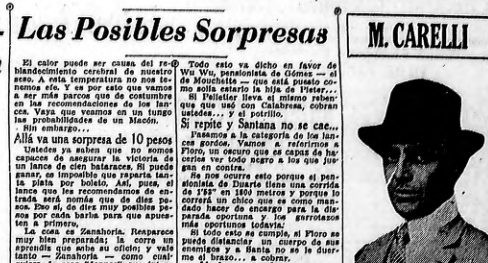 Las Posibles Sorpresas
El calor puede ser causa del re-
blandecimiento cerebral de nuestro
seso. A esta temperatura no nos te-
nemos efe. Y es por esto que vamos
a ser más parcos que de costumbre
en las recomendaciones de los lan-
ces. Vaya que veamos en un tungo
las probabilidades de un Macón.
Sin embargo...
Allá va una sorpresa de 10 pesos
Ustedes ya saben que no somos
capaces de asegurar la victoria de
un lance de cien bataraces. Si puede
ganar, es imposible que raparta tan-
ta plata por boleto. Así, pues, el
lance que les recomendamos de en-
trada será nomás que de diez pe-
sos. Eso sí, de diez muy posibles pe-
sos por cada barba para que apues-
ten a primero.
La cosa es Zanahoria. Reaparece
muy bien preparada; la corre un
aprendiz que sabe su oficio; y vale
tanto — Zanahoria — como cual-
Todo esto va dicho en favor de
Wu Wu, pensionista de Gómes — el
de Mouchette — que está puesto co-
mo solía estarlo la hija de Pieter...
Si Pelletier lleva el mismo reben-
que que usó con Calabresa, cobran
ustedes... y el potrillo.
Si repite y Santana no se cae...
Pasamos a la categoría de los lan-
ces gordos. Vamos a referirnos a
Floro, un oscuro que es capaz de ha-
cerles ver todo negro a los que jue-
gan en contra.
Se nos ocurre esto porque el pen-
sionista de Duarte tiene una corrida
de 1'52" en 1800 metros y porque lo
correrá un chico que es como man-
dado hacer de encargo para la dis-
parada oportuna y los garrotazos
más oportunos todavía.
Si todo esto se cumple, si Floro se
puede distanciar un cuerpo de sus
enemigos y a Santa no se le duer-
me el brazo... a cobrar.
M. CARELLI